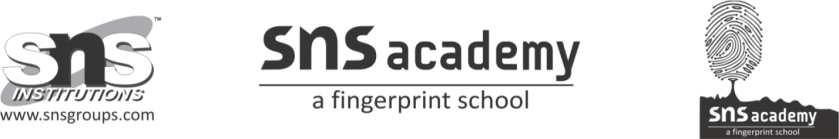 sns
INSTITUTIONS
www.snsgroups.com
™
sns academy
a fingerprint school
sns academy
a fingerprint school